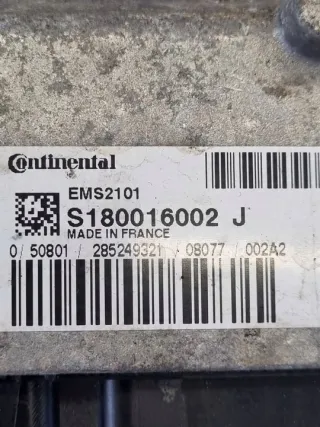 Continental
EMS2101
S180016002 J
MADE IN FRANCE
0/50801/285249321 08077/002A2